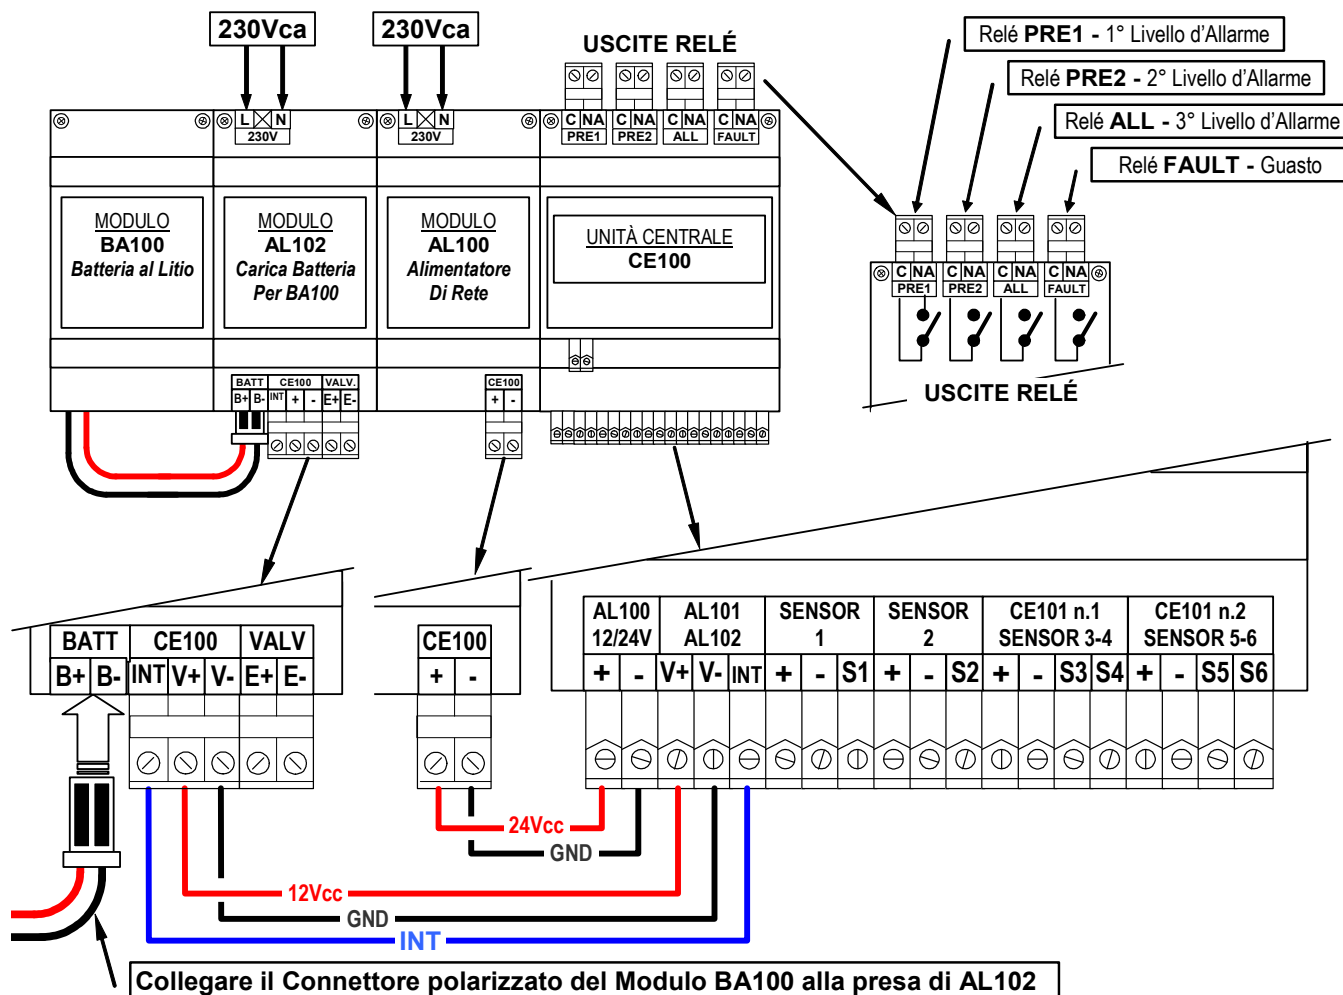 230Vca
230Vca
USCITE RELÉ
Relé PRE1 - 1° Livello d'Allarme
Relé PRE2 - 2° Livello d'Allarme
Relé ALL - 3° Livello d'Allarme
Relé FAULT - Guasto
L N
230V
L N
230V
C NA C NA C NA C NA
PRE1 PRE2 ALL FAULT
MODULO
BA100
Batteria al Litio
MODULO
AL102
Carica Batteria
Per BA100
MODULO
AL100
Alimentatore
Di Rete
UNITÀ CENTRALE
CE100
C NA C NA C NA C NA
PRE1 PRE2 ALL FAULT
USCITE RELÉ
BATT CE100 VALV.
B+ B- INT + - E+ E-
CE100
+ -
BATT CE100 VALV
B+ B- INT V+ V- E+ E-
CE100
+ -
AL100 AL101 SENSOR SENSOR CE101 n.1 CE101 n.2
12/24V AL102 1 2 SENSOR 3-4 SENSOR 5-6
+ - V+ V- INT + - S1 + - S2 + - S3 S4 + - S5 S6
24Vcc
GND
12Vcc
GND
INT
Collegare il Connettore polarizzato del Modulo BA100 alla presa di AL102